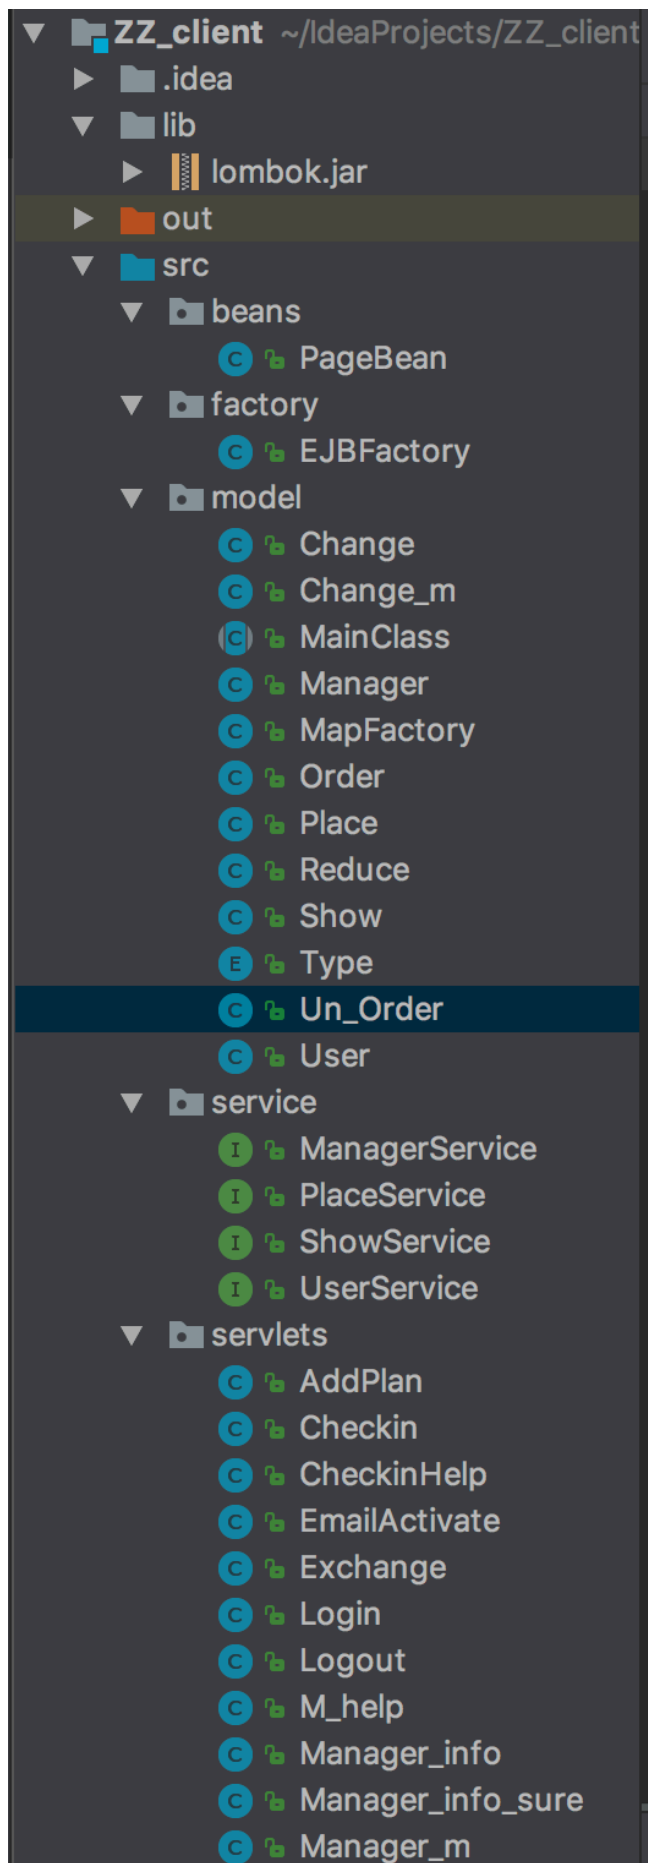 ZZ_client ~/IdeaProjects/ZZ_client
.idea
lib
lombok.jar
out
src
beans
C PageBean
factory
C EJBFactory
model
C Change
C Change_m
C MainClass
C Manager
C MapFactory
C Order
C Place
C Reduce
C Show
E Type
C Un_Order
C User
service
I ManagerService
I PlaceService
I ShowService
I UserService
servlets
C AddPlan
C Checkin
C CheckinHelp
C EmailActivate
C Exchange
C Login
C Logout
C M_help
C Manager_info
C Manager_info_sure
C Manager_m